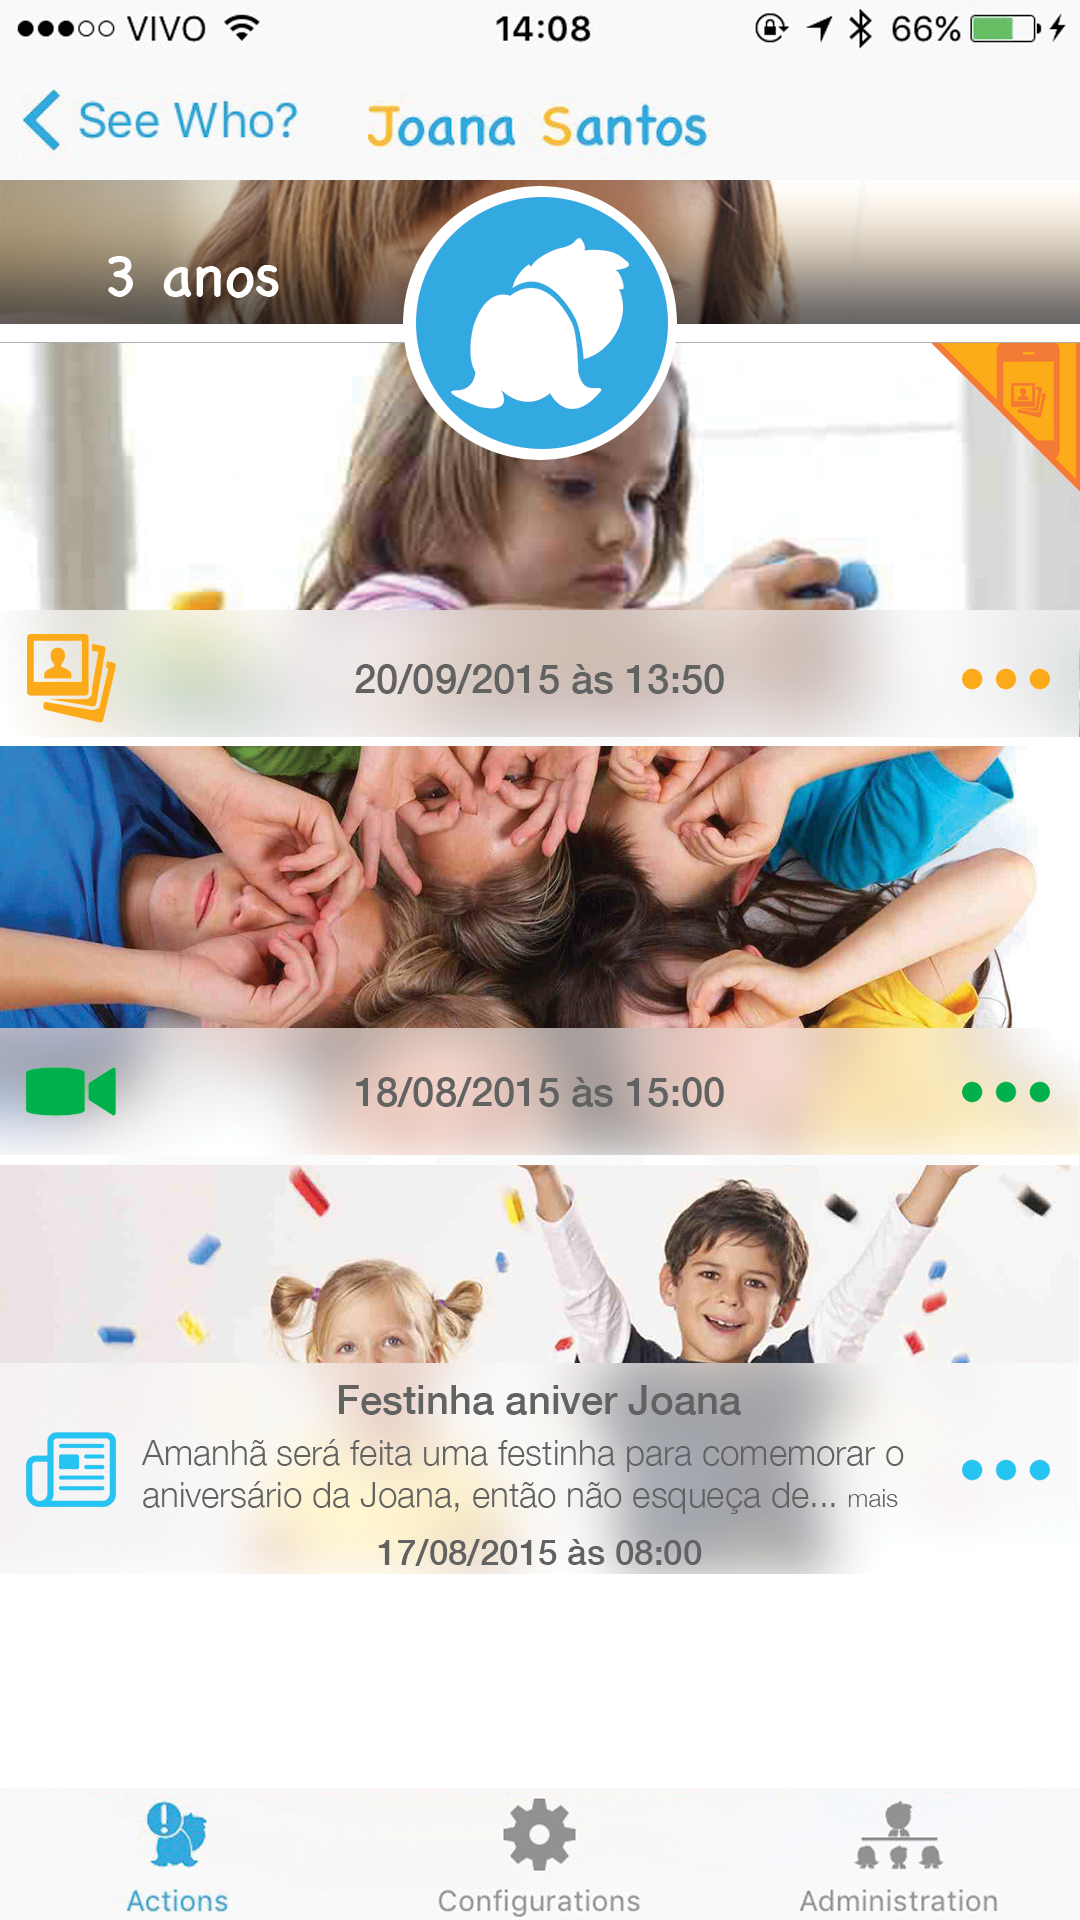 VIVO 14:08 66%
See Who? Joana Santos
3 anos
20/09/2015 às 13:50
18/08/2015 às 15:00
Festinha aniver Joana
Amanhã será feita uma festinha para comemorar o
aniversário da Joana, então não esqueça de... mais
17/08/2015 às 08:00
Actions Configurations Administration